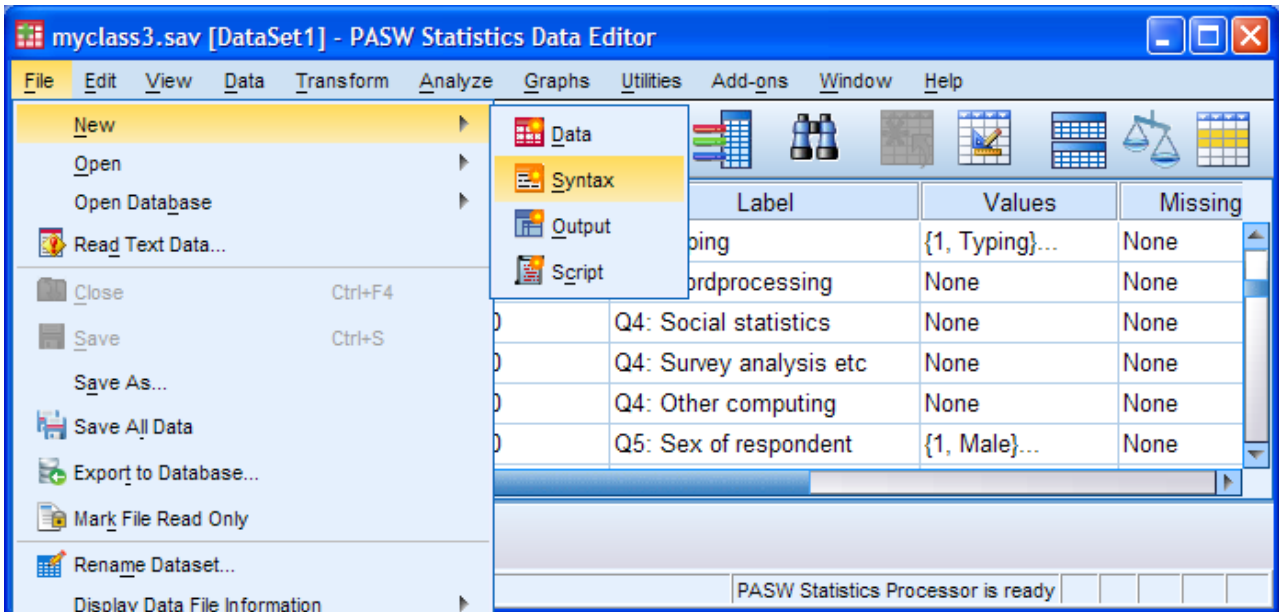 myclass3.sav [DataSet1] - PASW Statistics Data Editor
File Edit View Data Transform Analyze Graphs Utilities Add-ons Window Help
New
Open
Open Database
Read Text Data...
Close Ctrl+F4
Save Ctrl+S
Save As...
Save All Data
Export to Database...
Mark File Read Only
Rename Dataset...
Display Data File Information
Data
Syntax
Output
Script
Label Values Missing
{1, Typing}... None
None None
Q4: Social statistics None None
Q4: Survey analysis etc None None
Q4: Other computing None None
Q5: Sex of respondent {1, Male}... None
PASW Statistics Processor is ready